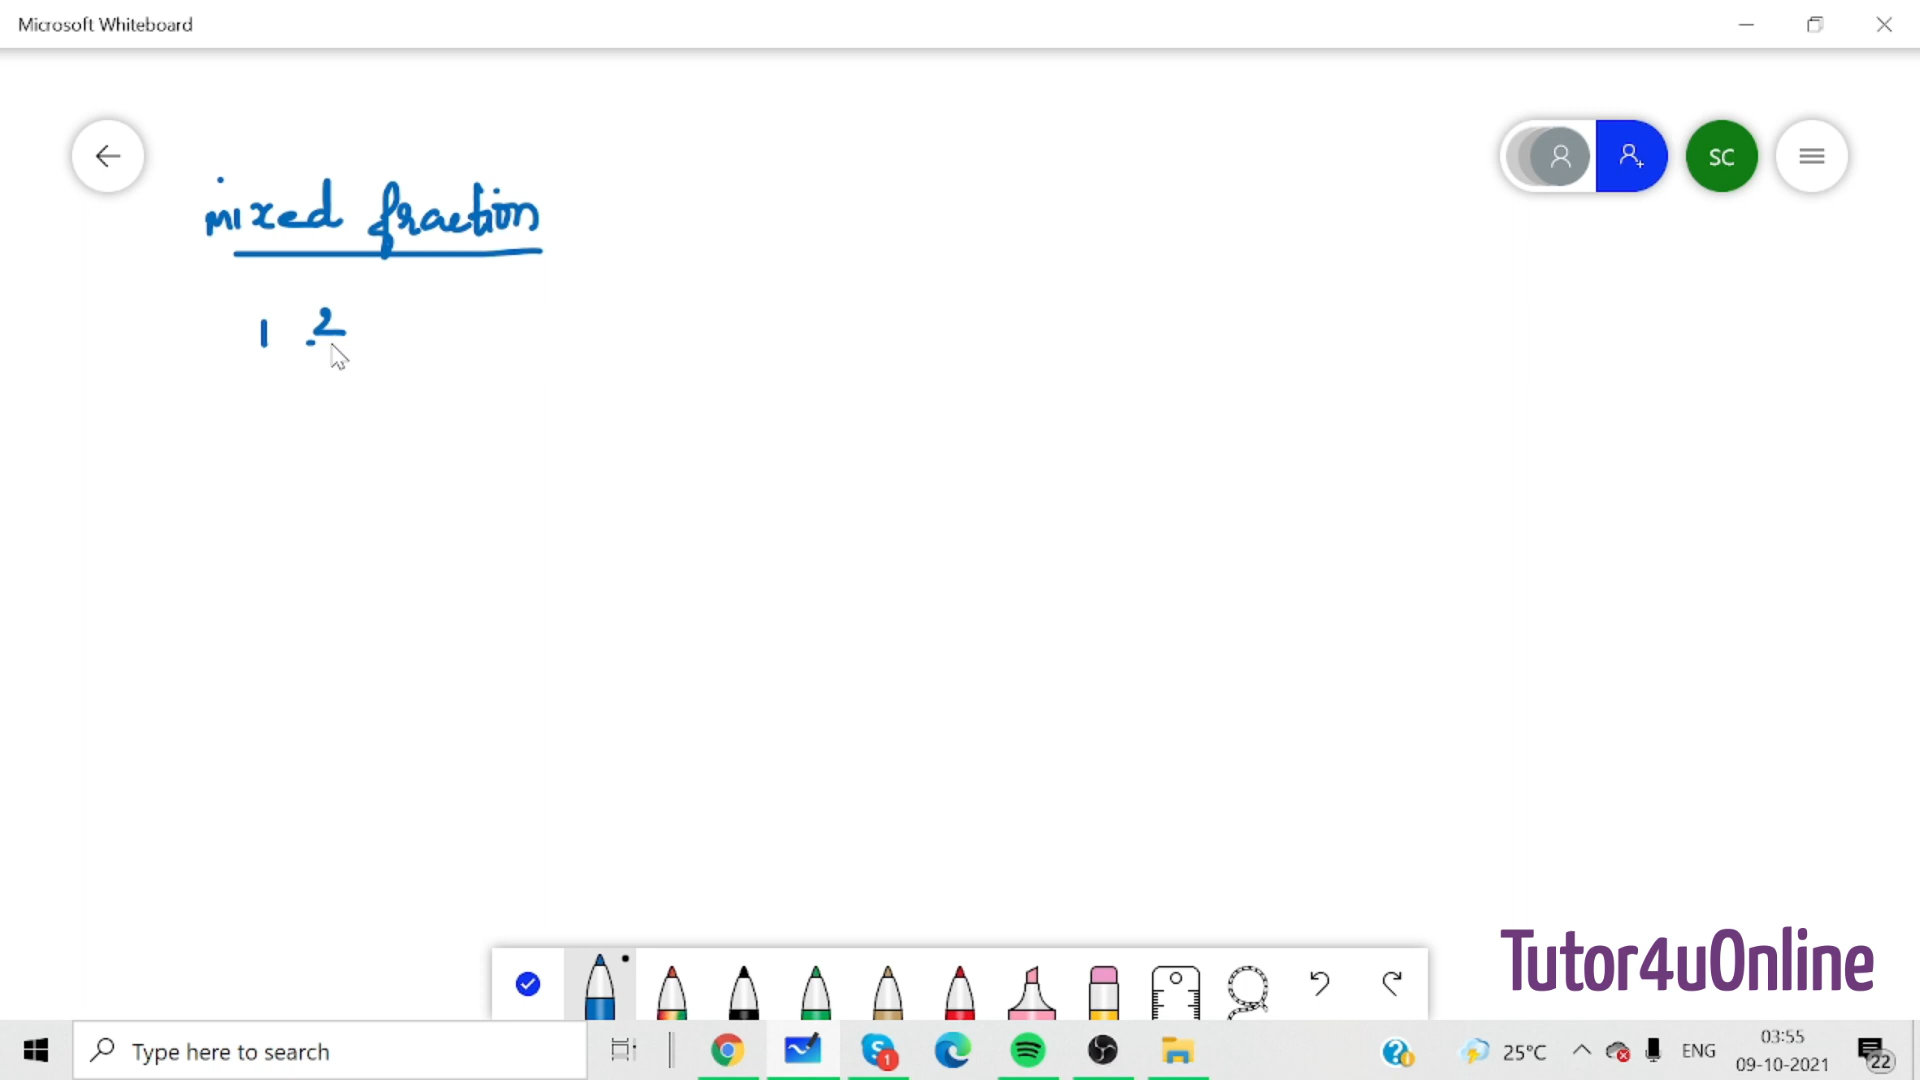 Microsoft Whiteboard
SC
mixed fraction
1 2
Tutor4uOnline
Type here to search
1
25°C
ENG
03:55
09-10-2021
22